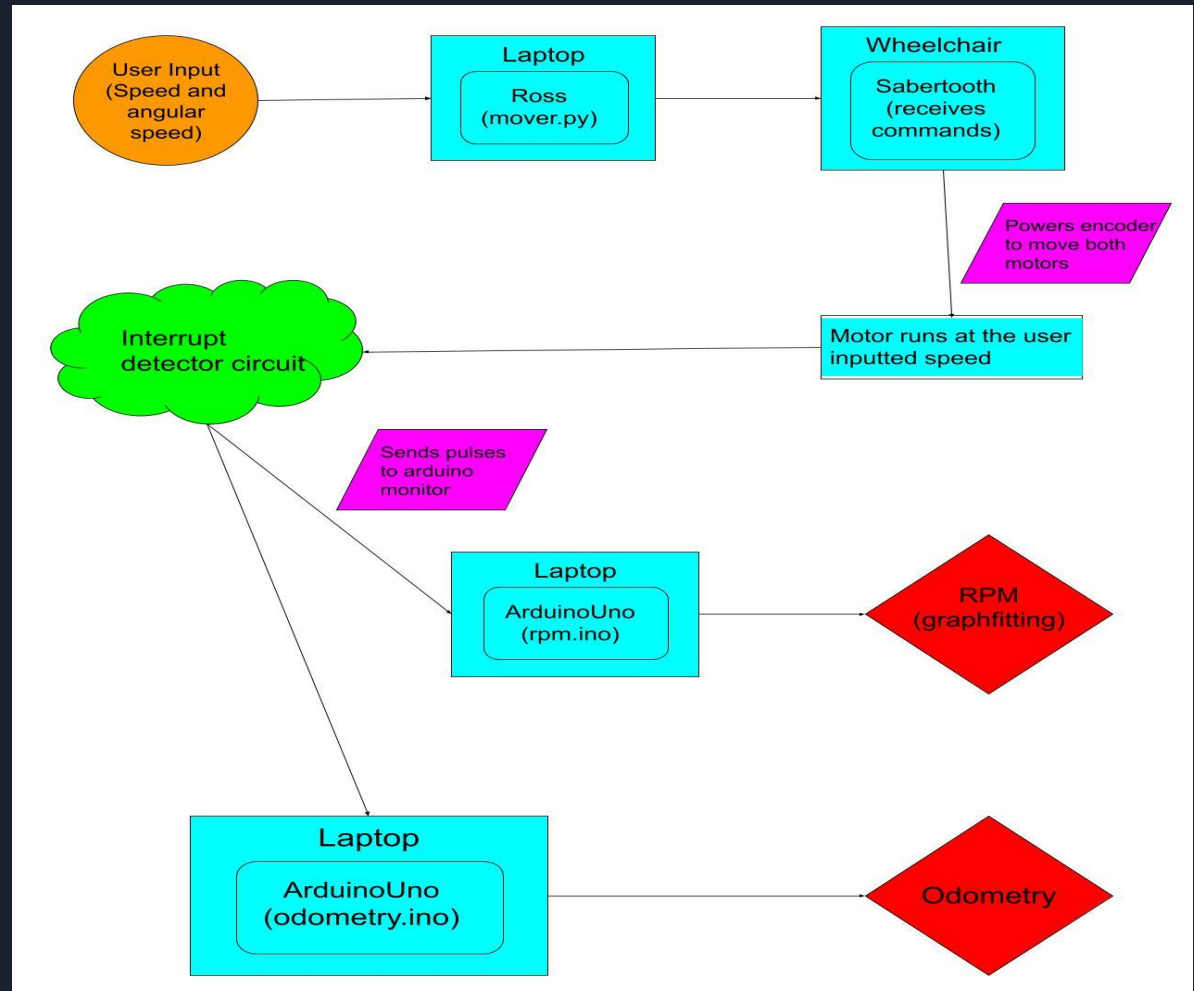 User Input
(Speed and
angular
speed)
Laptop
Ross
(mover.py)
Wheelchair
Sabertooth
(receives
commands)
Powers encoder
to move both
motors
Interrupt
detector circuit
Motor runs at the user
inputted speed
Sends pulses
to arduino
monitor
Laptop
ArduinoUno
(rpm.ino)
RPM
(graphfitting)
Laptop
ArduinoUno
(odometry.ino)
Odometry